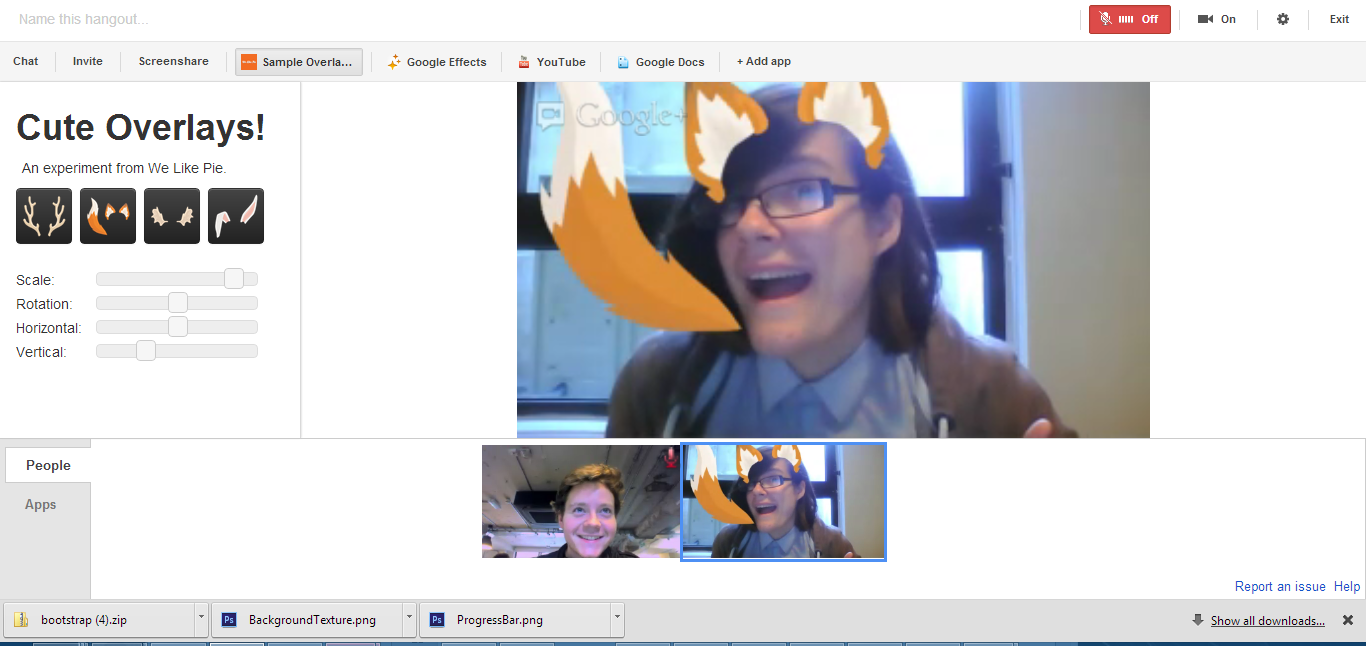 Name this hangout...
Off
On
Exit
Chat
Invite
Screenshare
Sample Overla...
Google Effects
YouTube
Google Docs
+ Add app
Cute Overlays!
An experiment from We Like Pie.
Scale:
Rotation:
Horizontal:
Vertical:
Google+
People
Apps
Report an issue
Help
bootstrap (4).zip
Ps
BackgroundTexture.png
Ps
ProgressBar.png
Show all downloads...